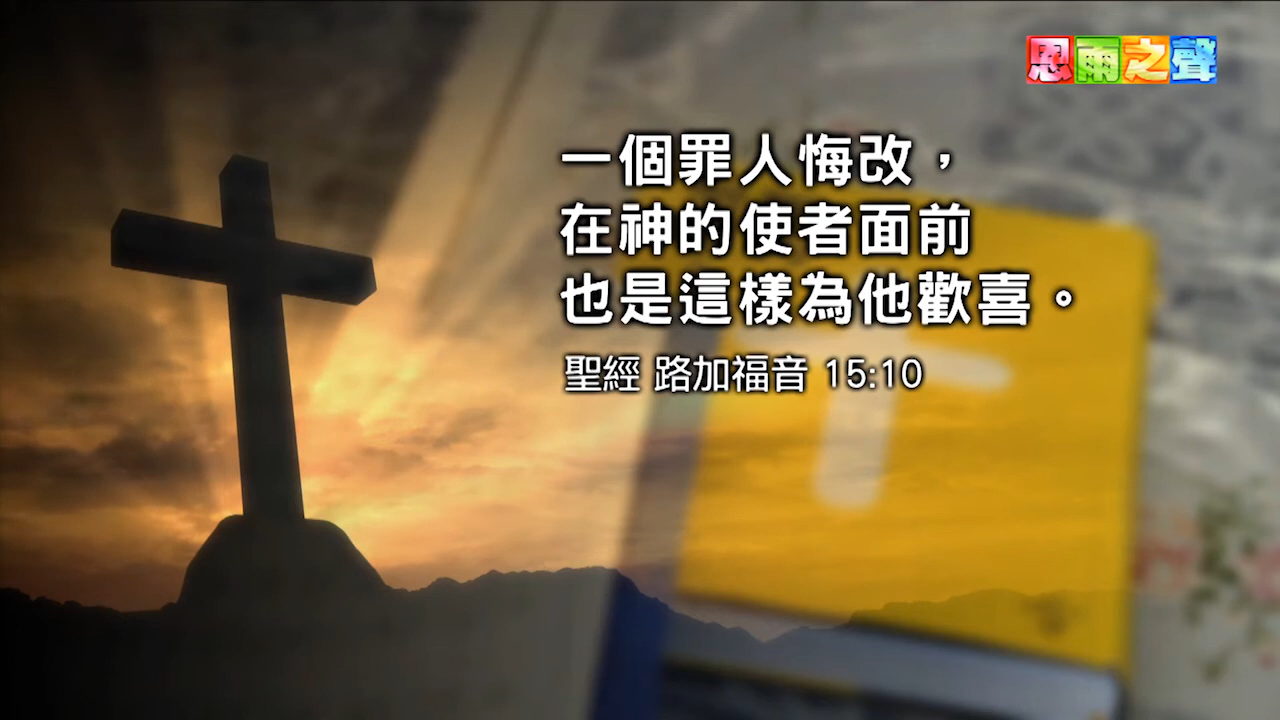 恩雨之聲
一個罪人悔改，
在神的使者面前
也是這樣為他歡喜。
聖經 路加福音 15:10